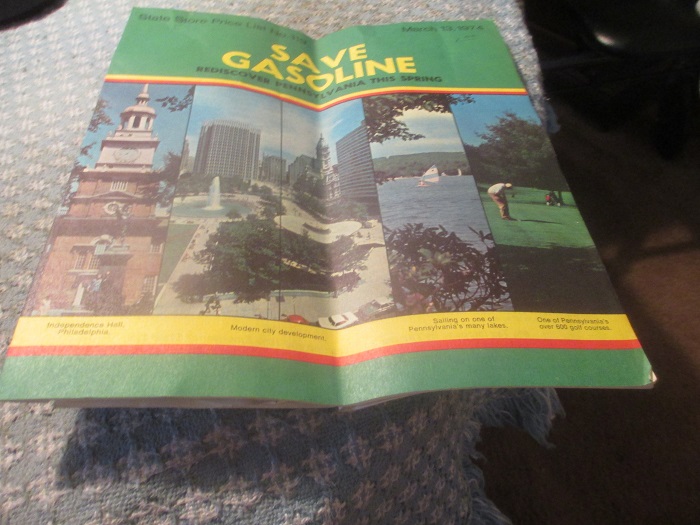 State Store Price List No.
March 13, 1974
SAVE
GASOLINE
REDISCOVER PENNSYLVANIA THIS SPRING
Independence Hall,
Philadelphia.
Modern city development.
Sailing on one of
Pennsylvania's many lakes.
One of Pennsylvania's
over 600 golf courses.